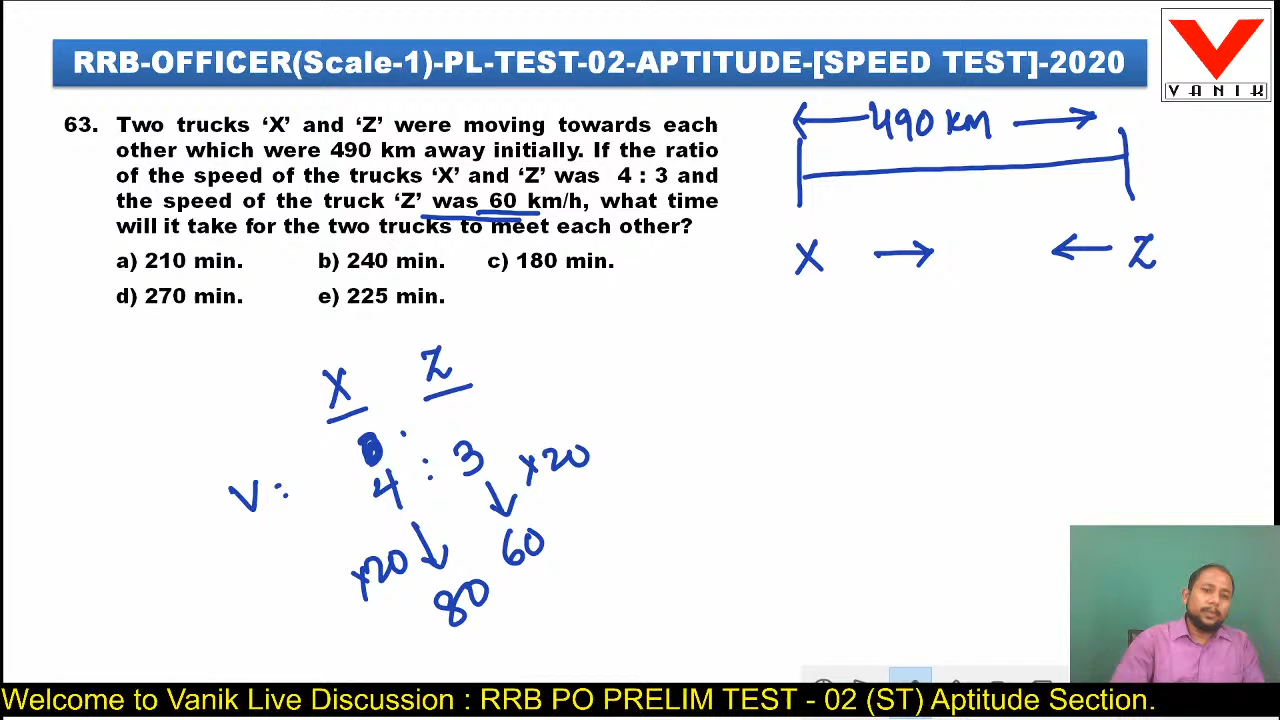 RRB-OFFICER(Scale-1)-PL-TEST-02-APTITUDE-[SPEED TEST]-2020
VANIK
63. Two trucks ‘X’ and ‘Z’ were moving towards each
other which were 490 km away initially. If the ratio
of the speed of the trucks ‘X’ and ‘Z’ was 4 : 3 and
the speed of the truck ‘Z’ was 60 km/h, what time
will it take for the two trucks to meet each other?
a) 210 min. b) 240 min. c) 180 min.
d) 270 min. e) 225 min.
490 KM
X → ← Z
X Z
V : 4 : 3 x20
x20 60
80
Welcome to Vanik Live Discussion : RRB PO PRELIM TEST - 02 (ST) Aptitude Section.